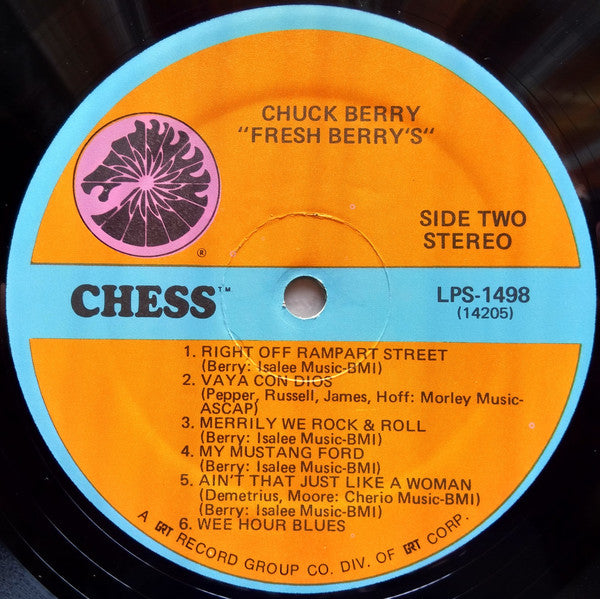 CHUCK BERRY
"FRESH BERRY'S"
SIDE TWO
STEREO
®
CHESS™
LPS-1498
(14205)
1. RIGHT OFF RAMPART STREET
(Berry: Isalee Music-BMI)
2. VAYA CON DIOS
(Pepper, Russell, James, Hoff: Morley Music-
ASCAP)
3. MERRILY WE ROCK & ROLL
(Berry: Isalee Music-BMI)
4. MY MUSTANG FORD
(Berry: Isalee Music-BMI)
5. AIN'T THAT JUST LIKE A WOMAN
(Demetrius, Moore: Cherio Music-BMI)
(Berry: Isalee Music-BMI)
6. WEE HOUR BLUES
A GRT RECORD GROUP CO. DIV. OF GRT CORP.